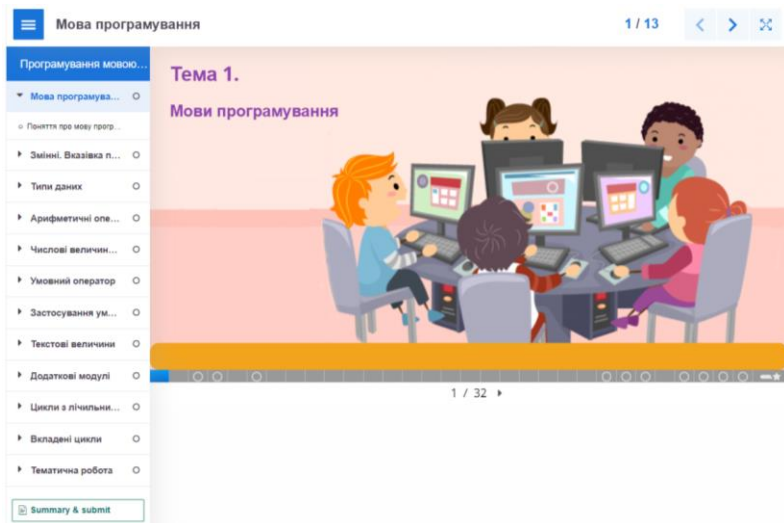 Мова програмування
1 / 13
Програмування мовою...
Мова програмува...
Поняття про мову програ...
Змінні. Вказівка п...
Типи даних
Арифметичні опе...
Числові величин...
Умовний оператор
Застосування ум...
Текстові величини
Додаткові модулі
Цикли з лічильни...
Вкладені цикли
Тематична робота
Summary & submit
Тема 1.
Мови програмування
1 / 32